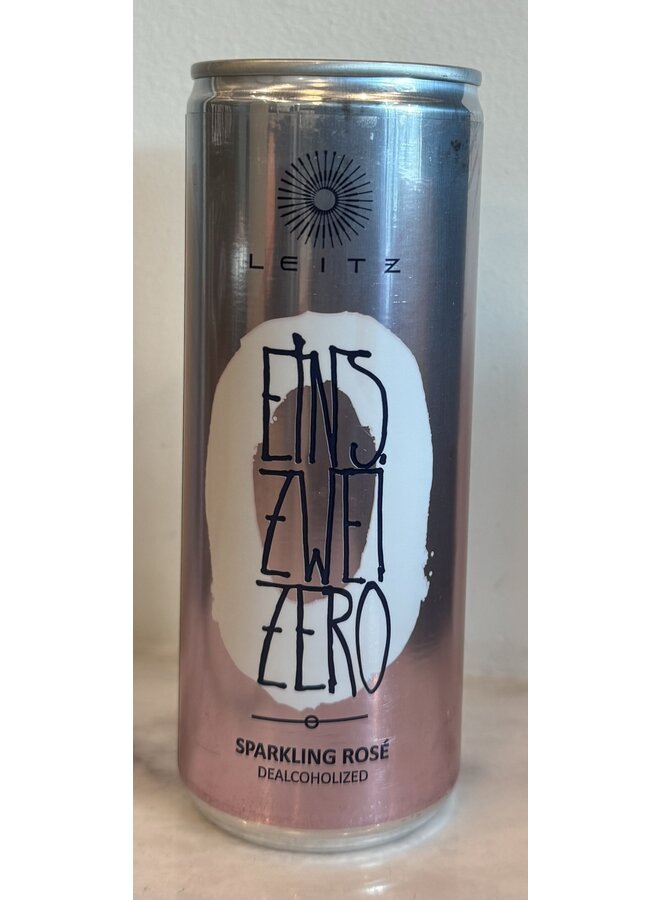 LEITZ
EINS
ZWEI
ZERO
SPARKLING ROSÉ
DEALCOHOLIZED